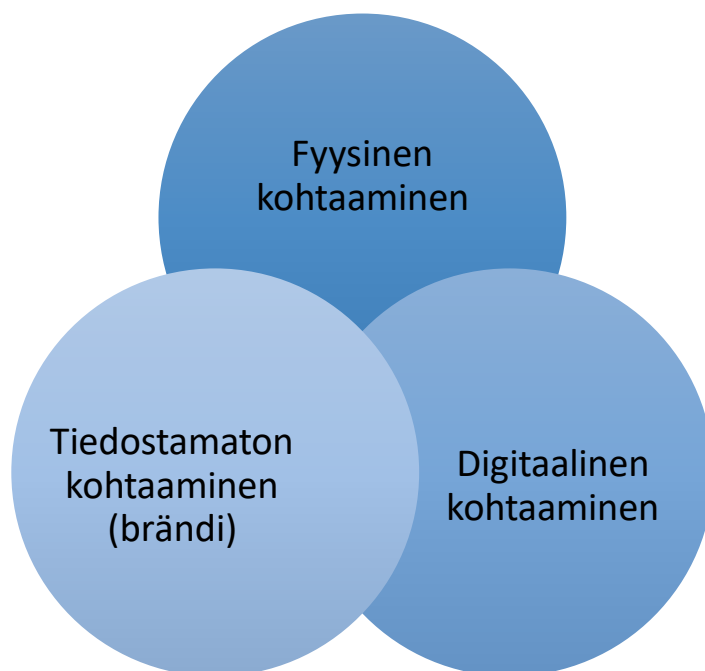 Fyysinen
kohtaaminen
Tiedostamaton
kohtaaminen
(brändi)
Digitaalinen
kohtaaminen